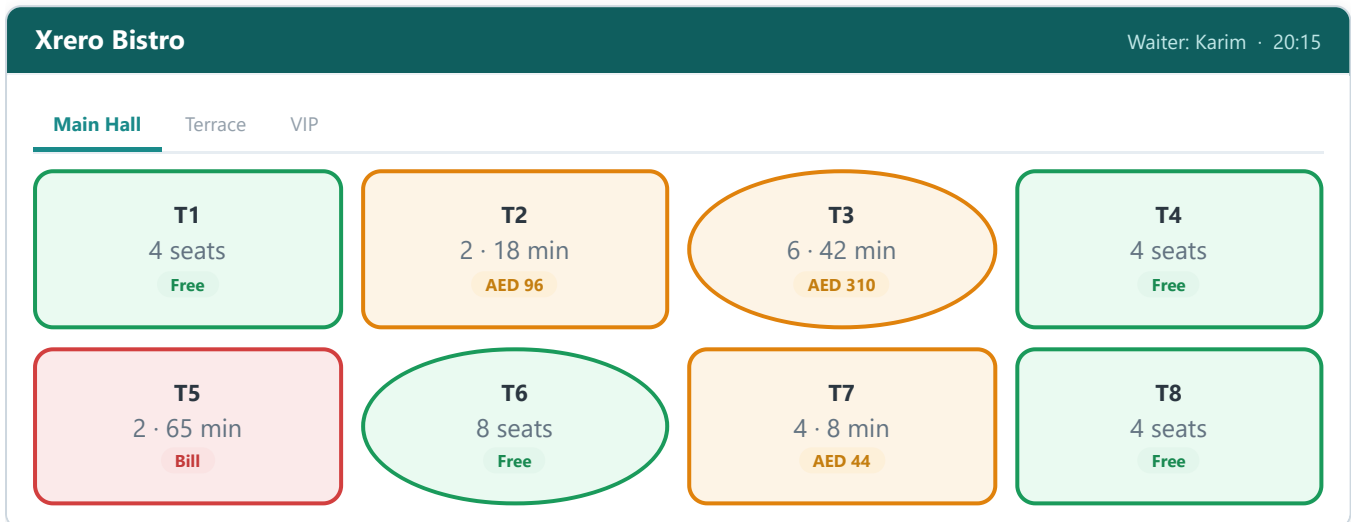 Xrero Bistro
Waiter: Karim · 20:15
Main Hall
Terrace
VIP
T1
4 seats
Free
T2
2 · 18 min
AED 96
T3
6 · 42 min
AED 310
T4
4 seats
Free
T5
2 · 65 min
Bill
T6
8 seats
Free
T7
4 · 8 min
AED 44
T8
4 seats
Free